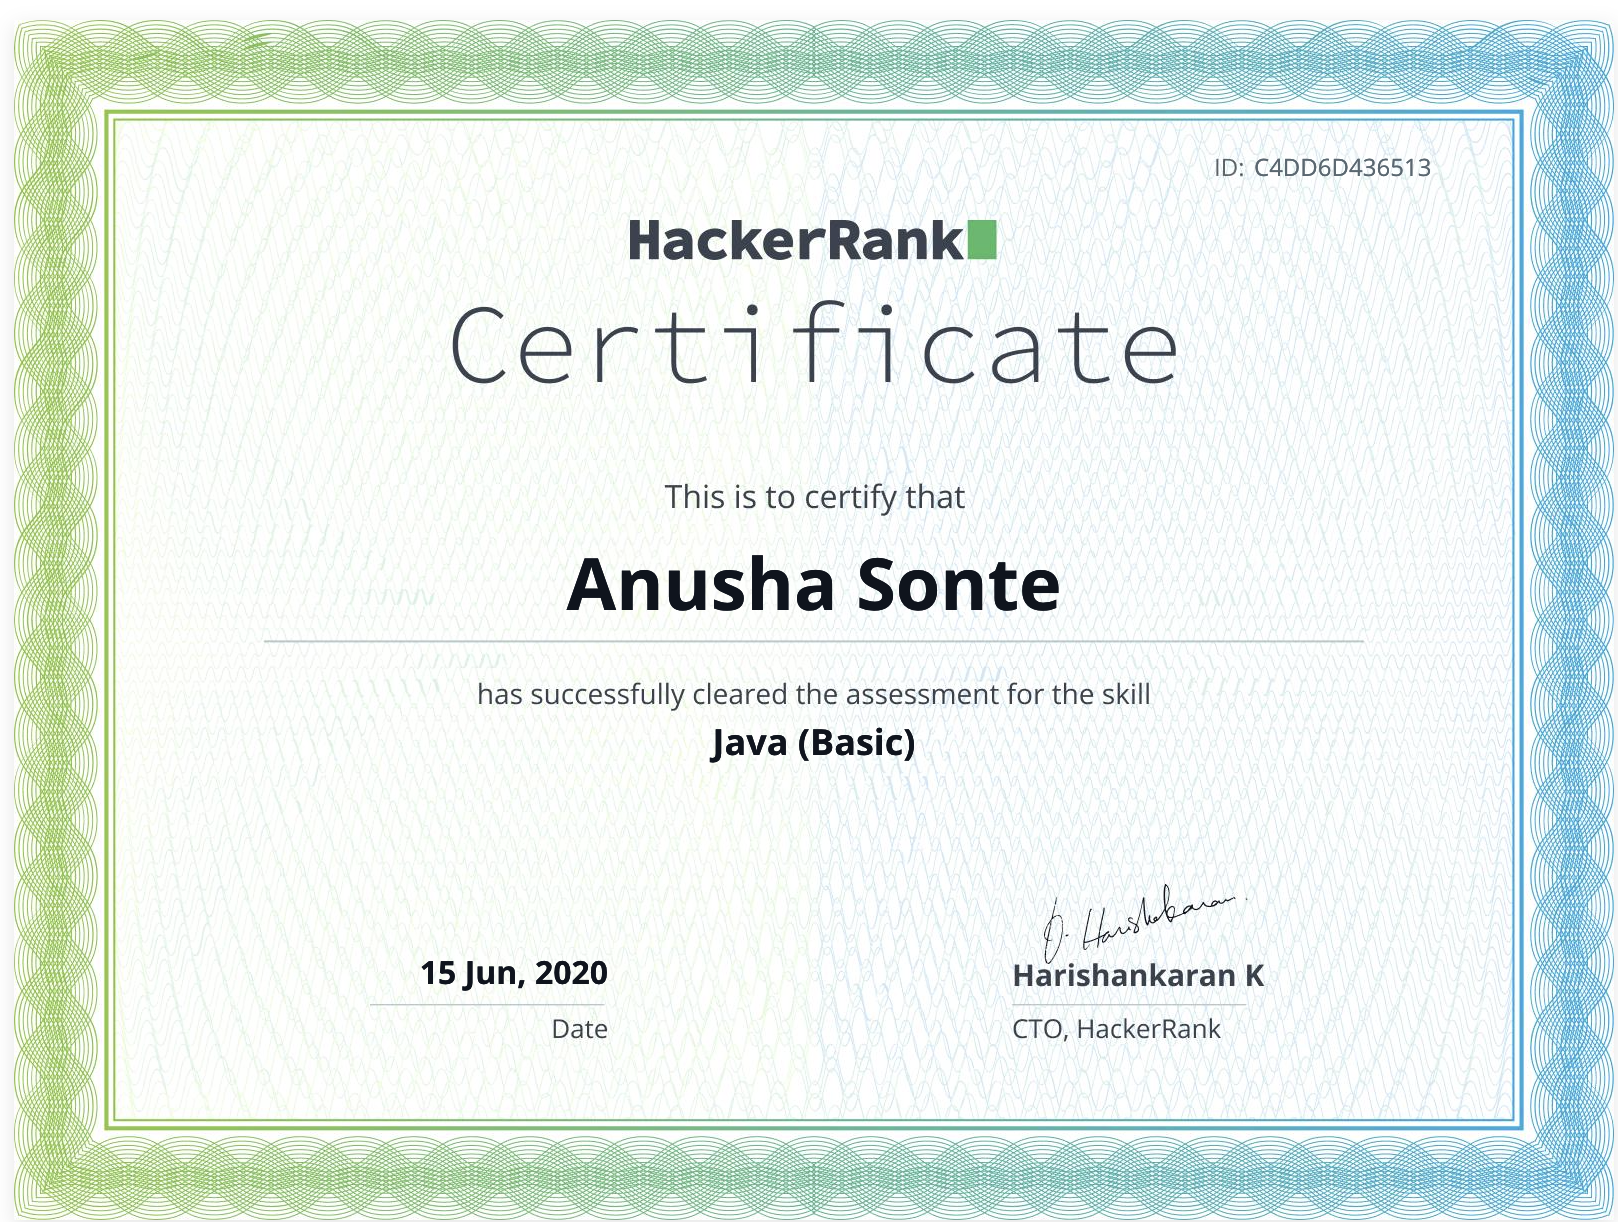 ID: C4DD6D436513
HackerRank
Certificate
This is to certify that
Anusha Sonte
has successfully cleared the assessment for the skill
Java (Basic)
O. Harishankaran
15 Jun, 2020
Harishankaran K
Date
CTO, HackerRank